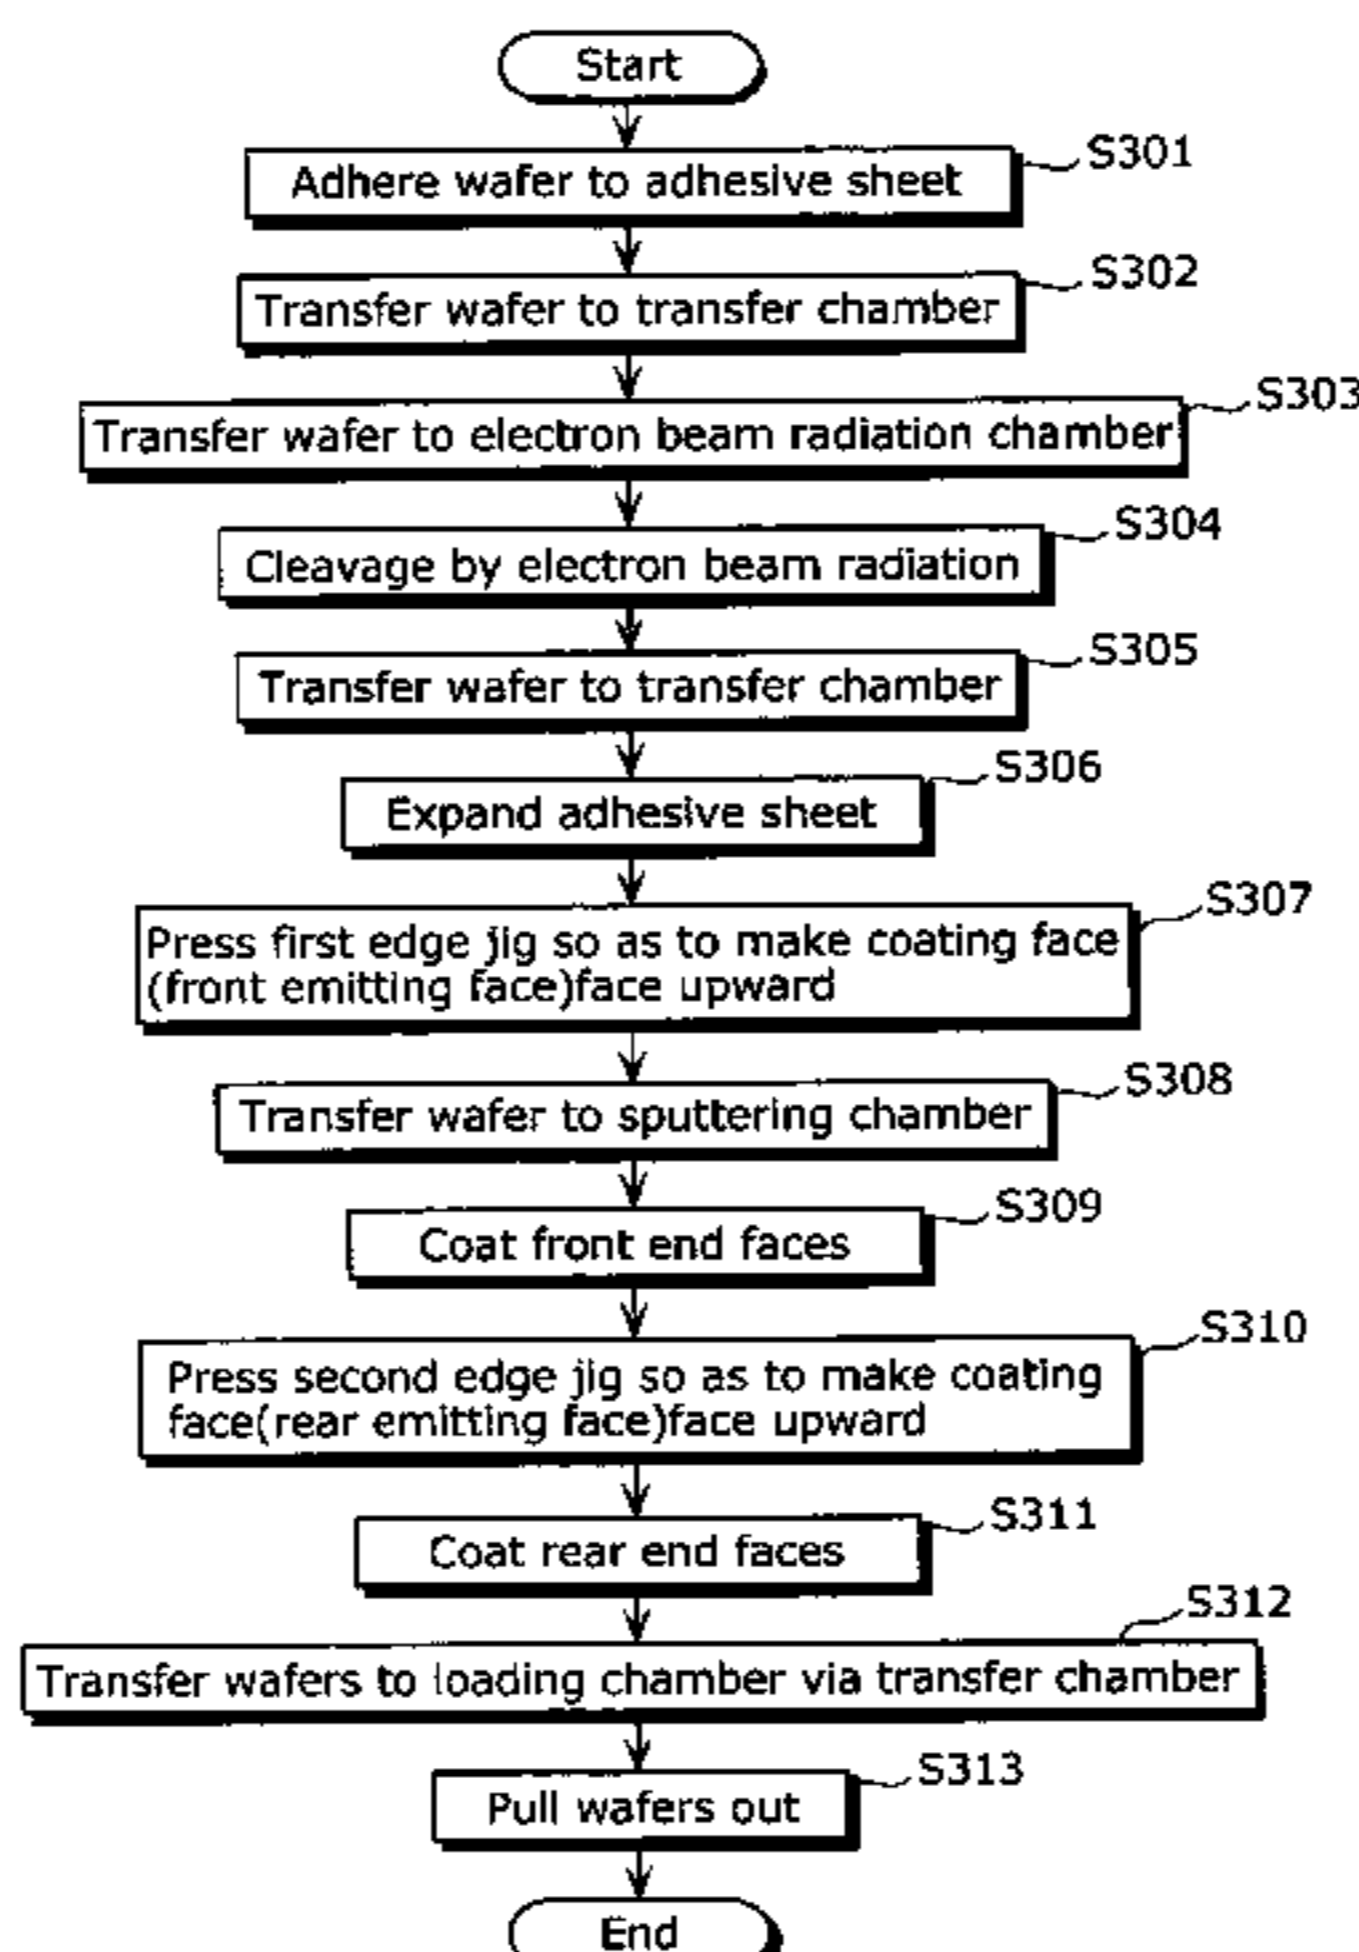 Start
S301
Adhere wafer to adhesive sheet
S302
Transfer wafer to transfer chamber
S303
Transfer wafer to electron beam radiation chamber
S304
Cleavage by electron beam radiation
S305
Transfer wafer to transfer chamber
S306
Expand adhesive sheet
S307
Press first edge jig so as to make coating face
(front emitting face)face upward
S308
Transfer wafer to sputtering chamber
S309
Coat front end faces
S310
Press second edge jig so as to make coating
face(rear emitting face)face upward
S311
Coat rear end faces
S312
Transfer wafers to loading chamber via transfer chamber
S313
Pull wafers out
End